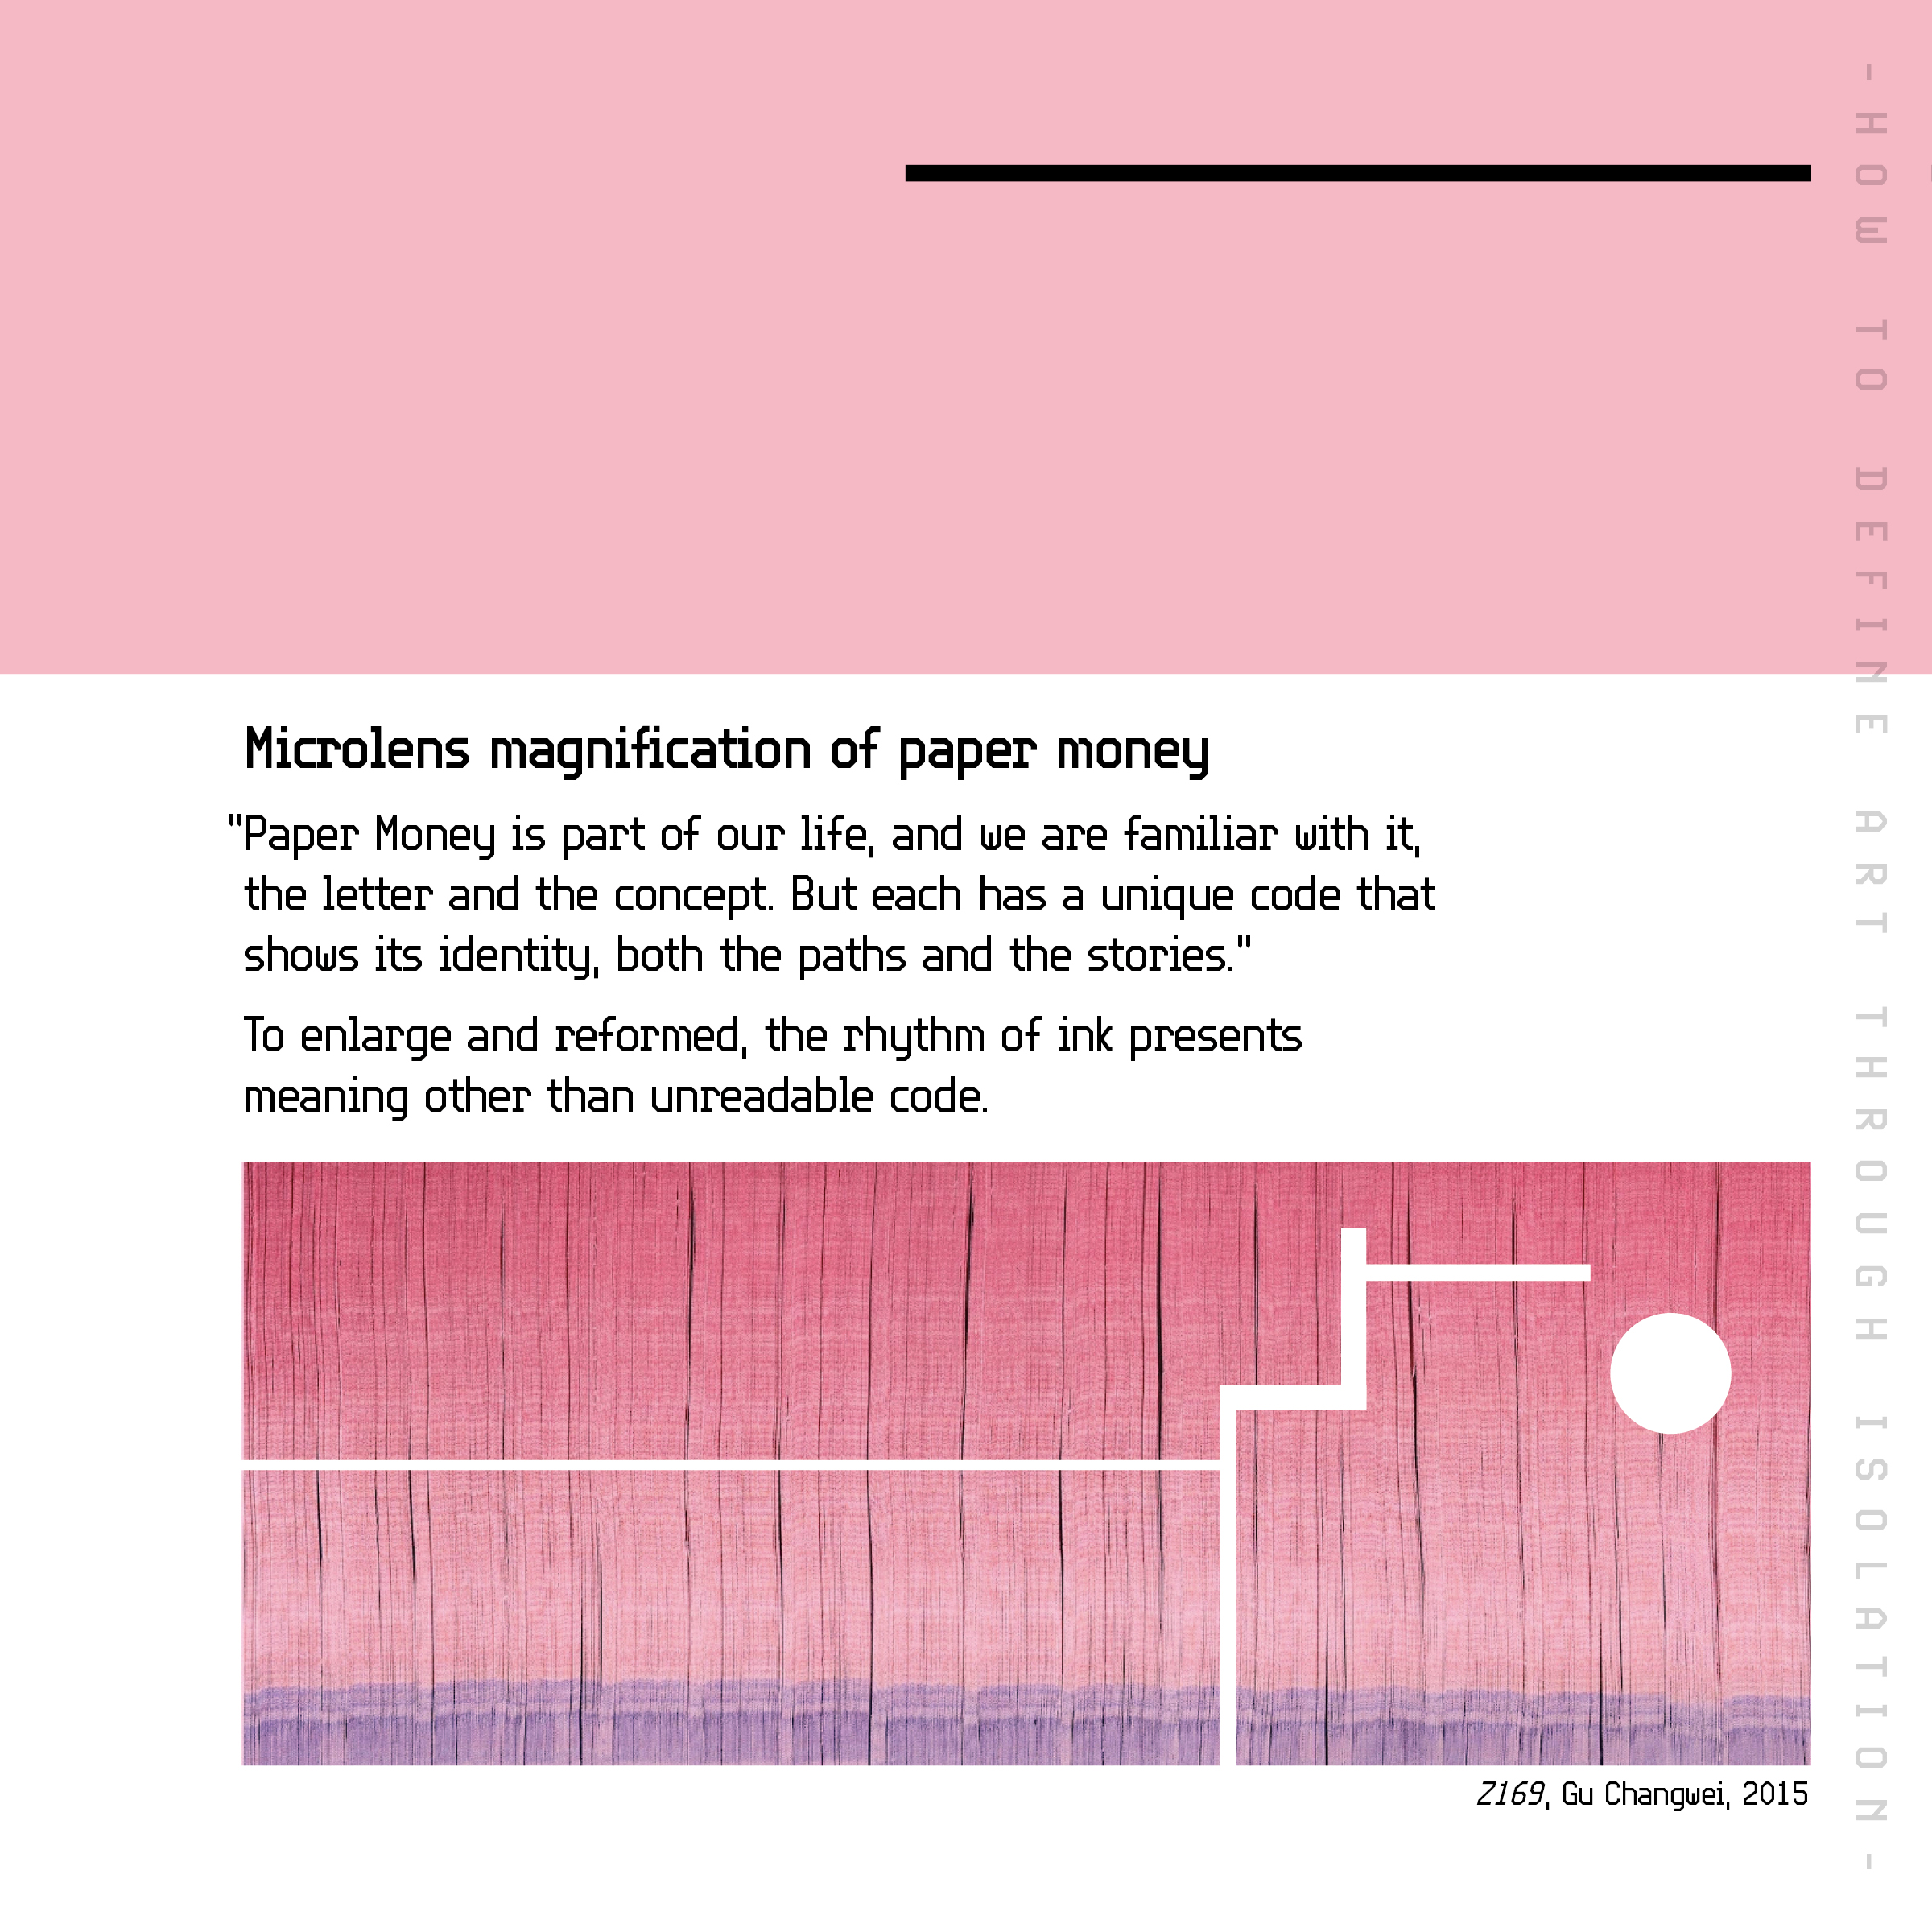 Microlens magnification of paper money
"Paper Money is part of our life, and we are familiar with it,
the letter and the concept. But each has a unique code that
shows its identity, both the paths and the stories."
To enlarge and reformed, the rhythm of ink presents
meaning other than unreadable code.
Z169, Gu Changwei, 2015
- HOW TO DEFINE ART THROUGH ISOLATION -